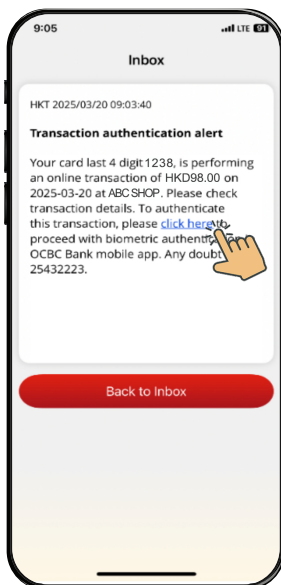 9:05
LTE 91
Inbox
HKT 2025/03/20 09:03:40
Transaction authentication alert
Your card last 4 digit 1238, is performing
an online transaction of HKD98.00 on
2025-03-20 at ABC SHOP. Please check
transaction details. To authenticate
this transaction, please click here to
proceed with biometric
OCBC Bank mobile app. Any doubt
25432223.
Back to Inbox